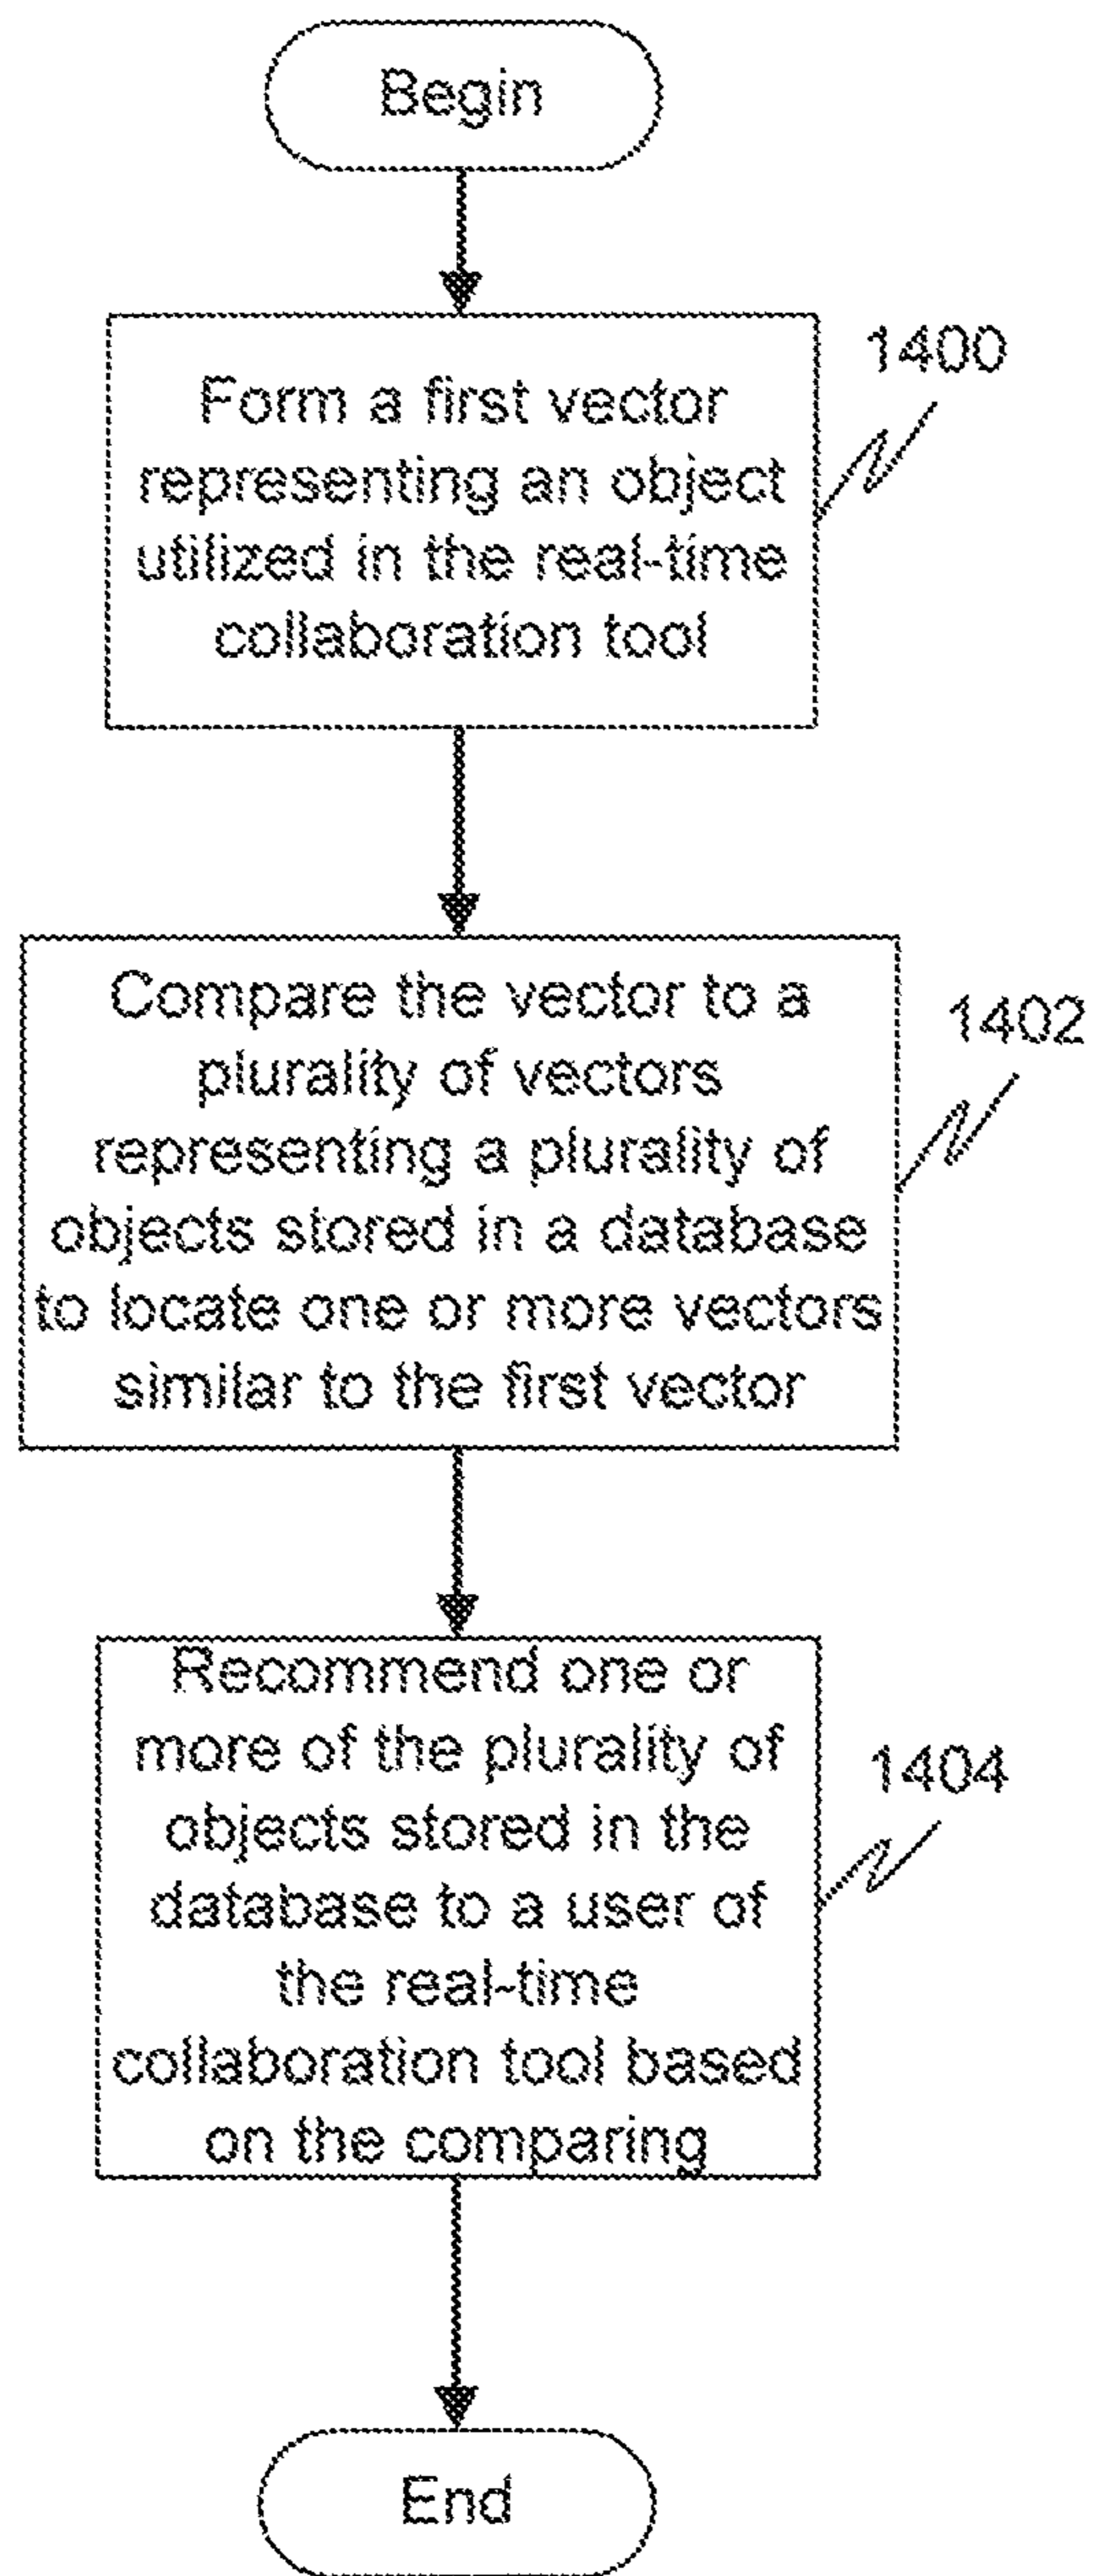 Begin
1400
Form a first vector
representing an object
utilized in the real-time
collaboration tool
1402
Compare the vector to a
plurality of vectors
representing a plurality of
objects stored in a database
to locate one or more vectors
similar to the first vector
1404
Recommend one or
more of the plurality of
objects stored in the
database to a user of
the real-time
collaboration tool based
on the comparing
End